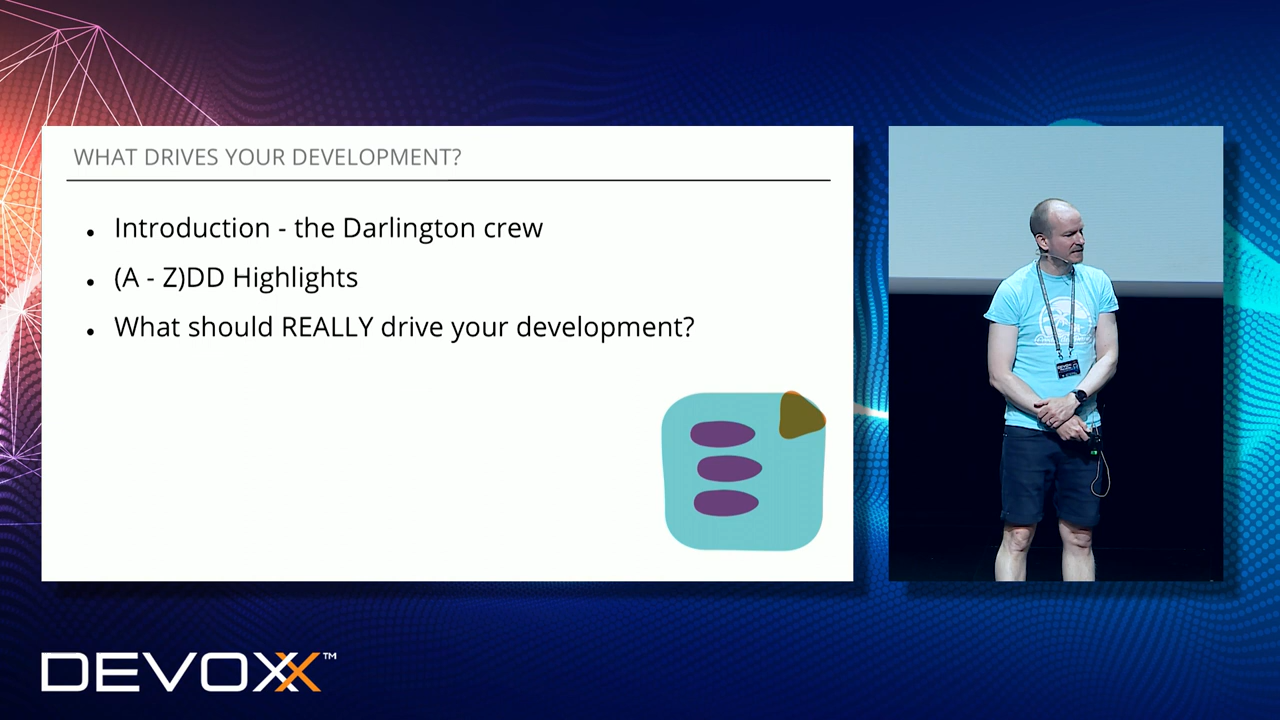 WHAT DRIVES YOUR DEVELOPMENT?
• Introduction - the Darlington crew
• (A - Z)DD Highlights
• What should REALLY drive your development?
DEVOXX™